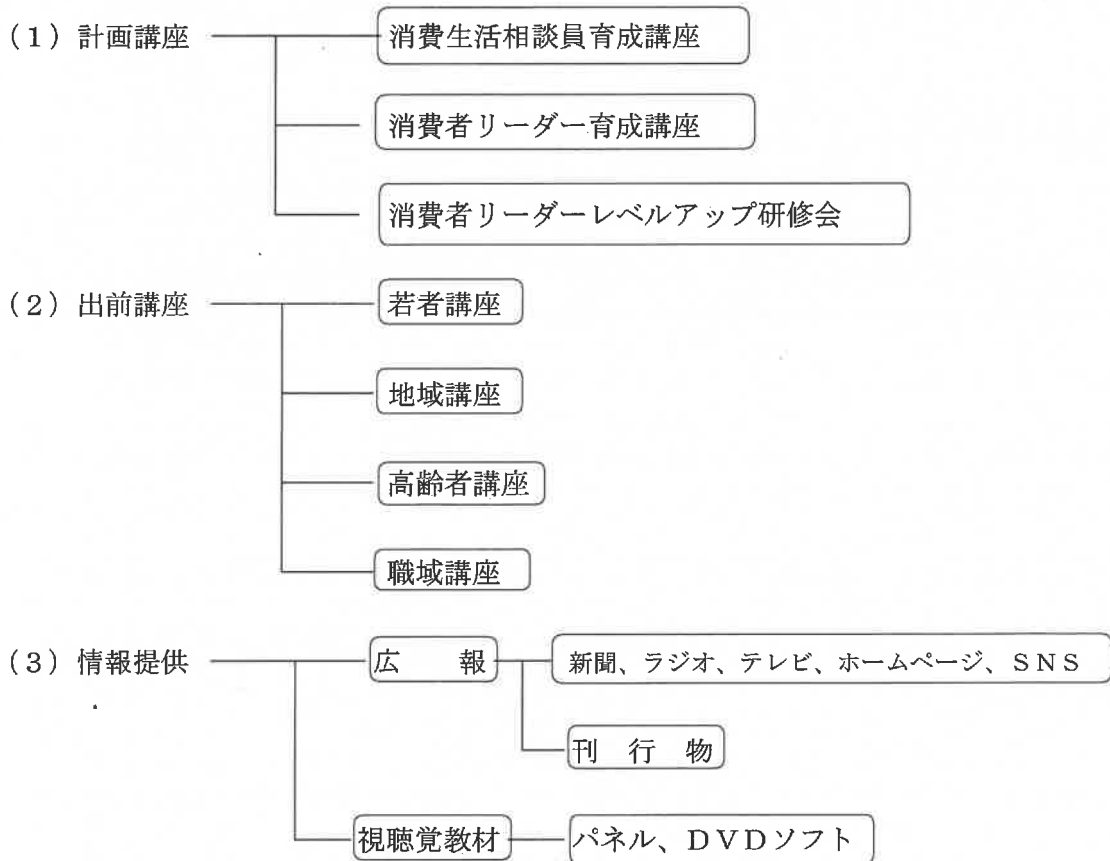 (1) 計画講座
消費生活相談員育成講座
消費者リーダー育成講座
消費者リーダーレベルアップ研修会
(2) 出前講座
若者講座
地域講座
高齢者講座
職域講座
(3) 情報提供
広　　報
新聞、ラジオ、テレビ、ホームページ、ＳＮＳ
刊　行　物
視聴覚教材
パネル、ＤＶＤソフト